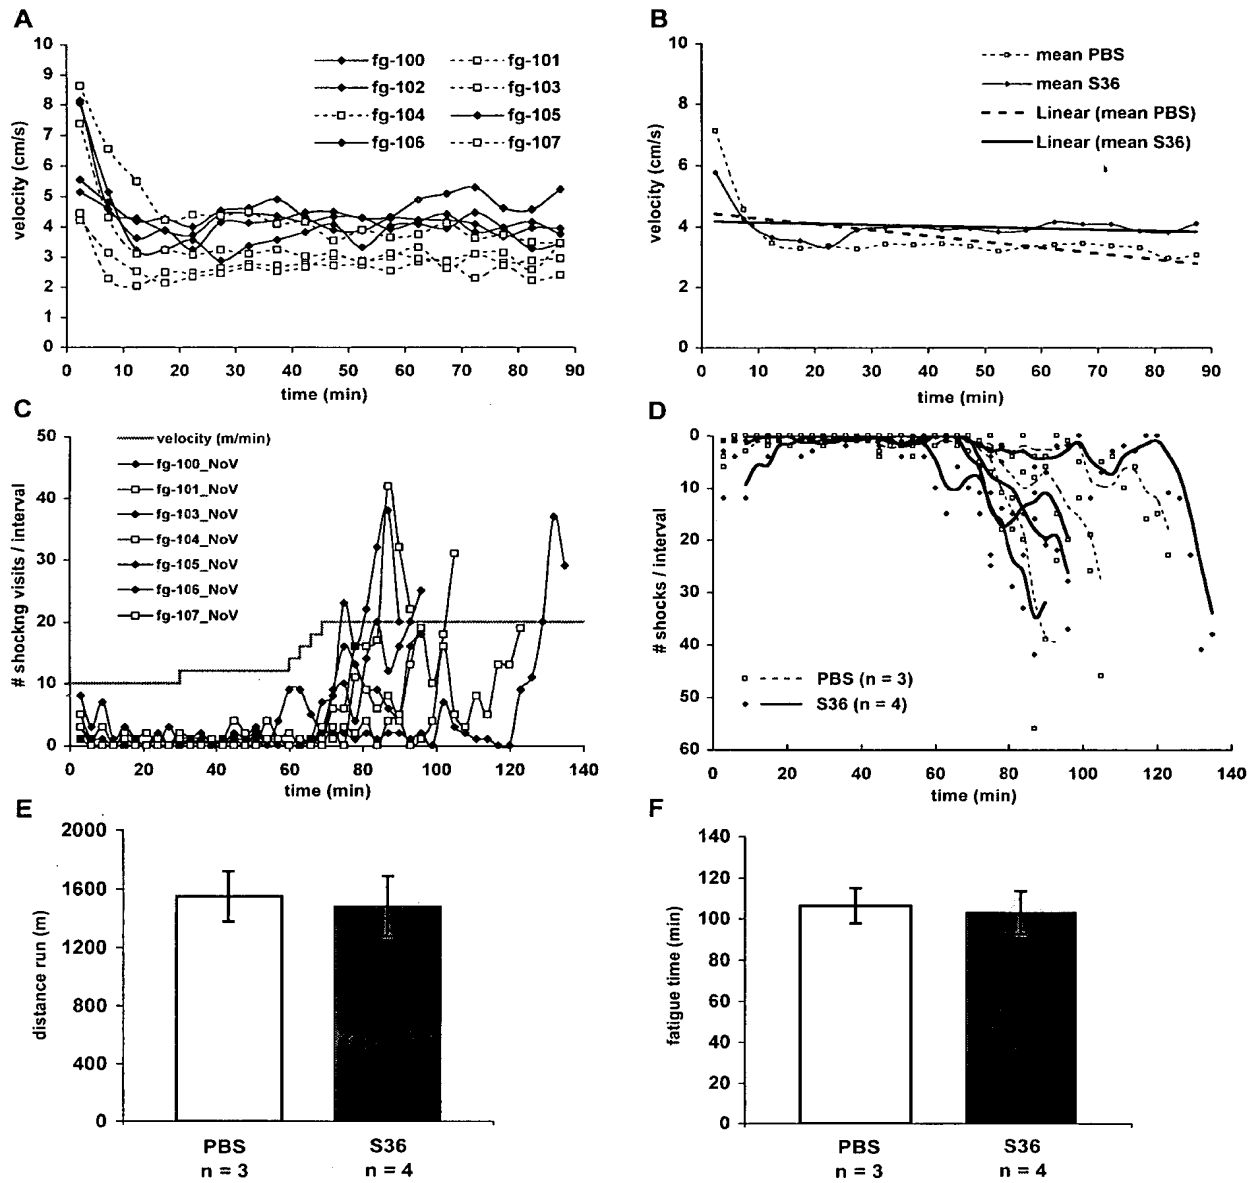 A
velocity (cm/s)
10
9
8
7
6
5
4
3
2
1
0
fg-100
fg-101
fg-102
fg-103
fg-104
fg-105
fg-106
fg-107
0 10 20 30 40 50 60 70 80 90
time (min)
B
velocity (cm/s)
10
8
6
4
2
0
mean PBS
mean S36
Linear (mean PBS)
Linear (mean S36)
0 10 20 30 40 50 60 70 80 90
time (min)
C
# shockng visits / interval
50
40
30
20
10
0
velocity (m/min)
fg-100_NoV
fg-101_NoV
fg-103_NoV
fg-104_NoV
fg-105_NoV
fg-106_NoV
fg-107_NoV
0 20 40 60 80 100 120 140
time (min)
D
# shocks / interval
0
10
20
30
40
50
60
PBS (n = 3)
S36 (n = 4)
0 20 40 60 80 100 123 140
time (min)
E
distance run (m)
2000
1600
1200
800
400
0
PBS
n = 3
S36
n = 4
F
fatigue time (min)
140
120
100
80
60
40
20
0
PBS
n = 3
S36
n = 4